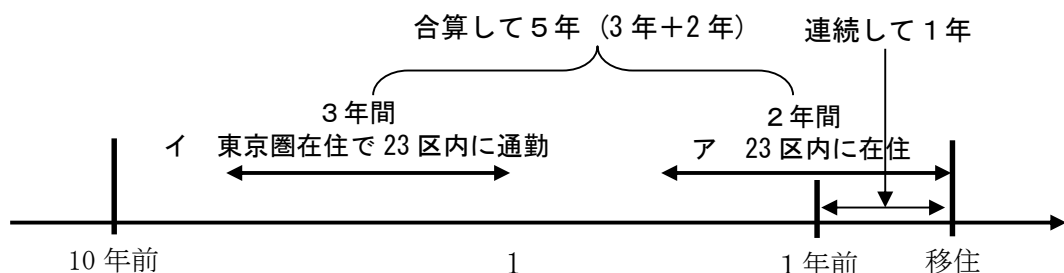 合算して５年（3 年＋2 年）
連続して１年
３年間
２年間
イ　東京圏在住で 23 区内に通勤
ア　23 区内に在住
10 年前
1
1 年前
移住